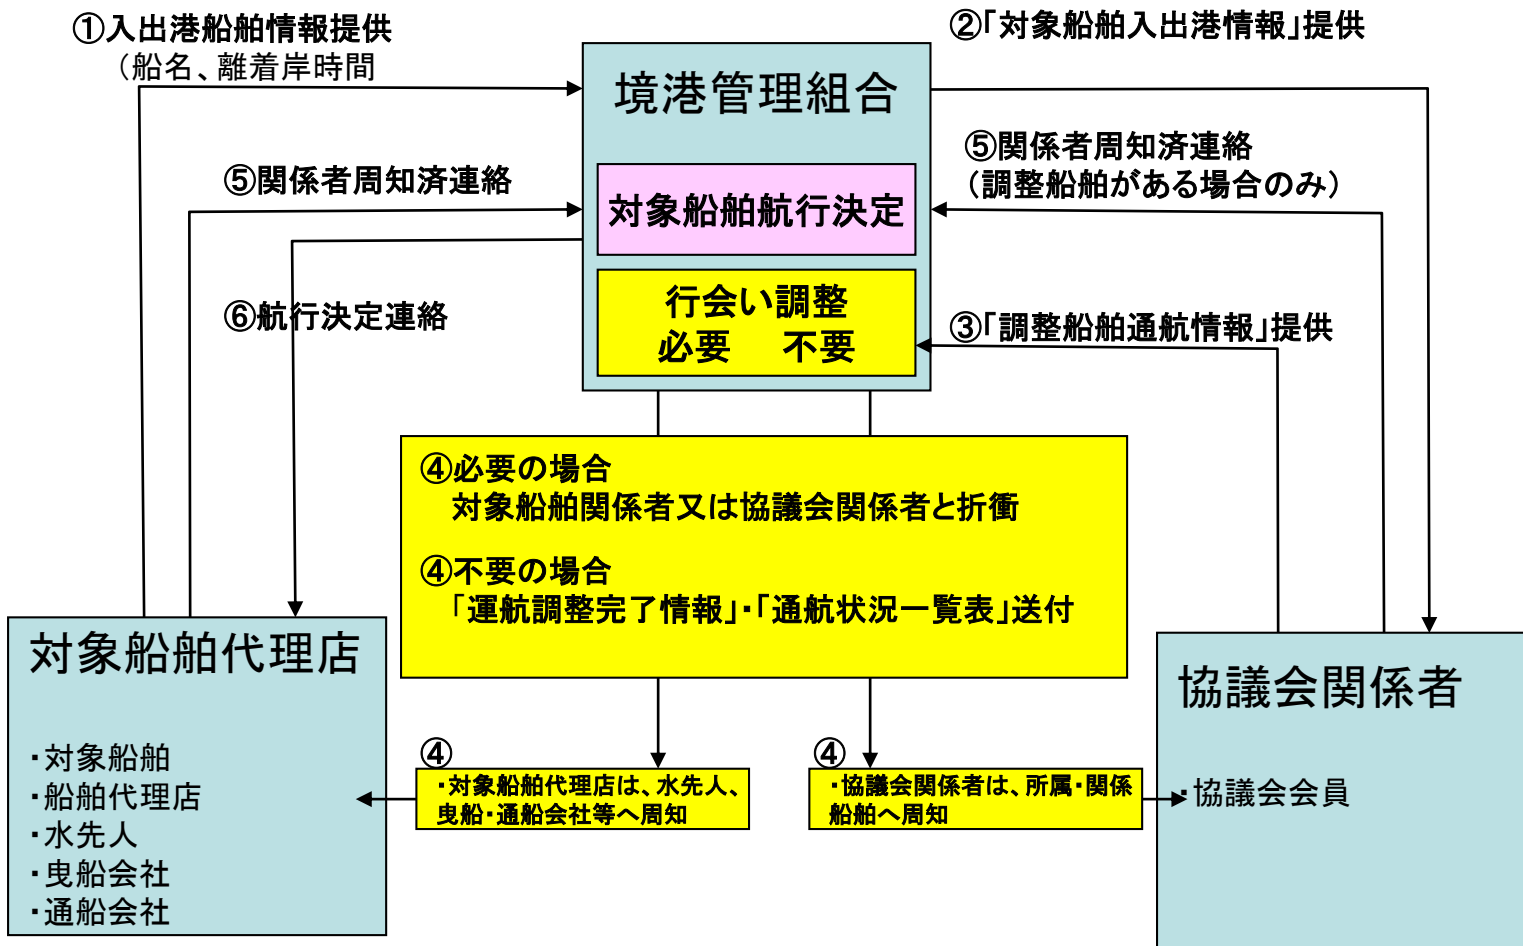 ①入出港船舶情報提供
（船名、離着岸時間
②「対象船舶入出港情報」提供
境港管理組合
⑤関係者周知済連絡
⑤関係者周知済連絡
（調整船舶がある場合のみ）
対象船舶航行決定
⑥航行決定連絡
行会い調整
必要　不要
③「調整船舶通航情報」提供
④必要の場合
対象船舶関係者又は協議会関係者と折衝
④不要の場合
「運航調整完了情報」・「通航状況一覧表」送付
対象船舶代理店
・対象船舶
・船舶代理店
・水先人
・曳船会社
・通船会社
④
・対象船舶代理店は、水先人、
曳船・通船会社等へ周知
④
・協議会関係者は、所属・関係
船舶へ周知
協議会関係者
・協議会会員